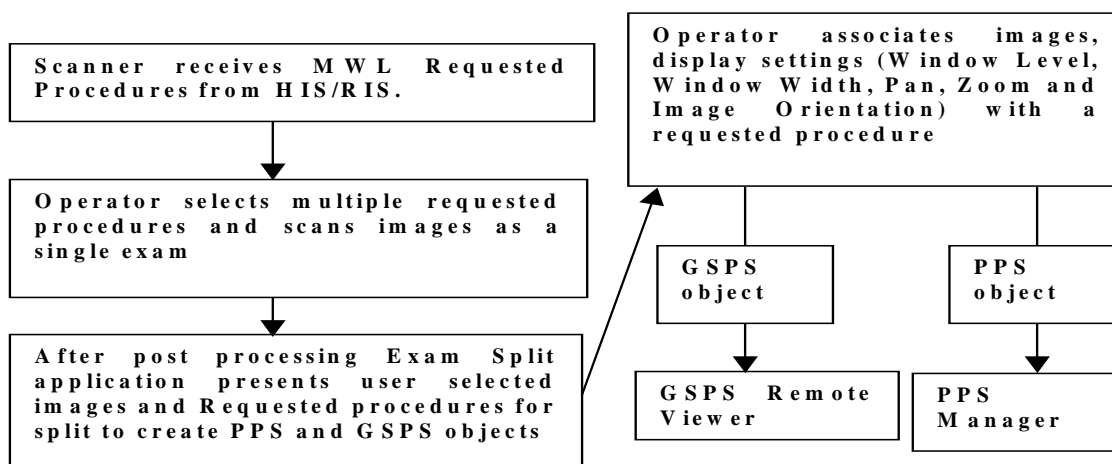 Scanner receives MWL Requested
Procedures from HIS/RIS.
Operator selects multiple requested
procedures and scans images as a
single exam
After post processing Exam Split
application presents user selected
images and Requested procedures for
split to create PPS and GSPS objects
Operator associates images,
display settings (Window Level,
Window Width, Pan, Zoom and
Image Orientation) with a
requested procedure
GSPS
object
PPS
object
GSPS Remote
Viewer
PPS
Manager